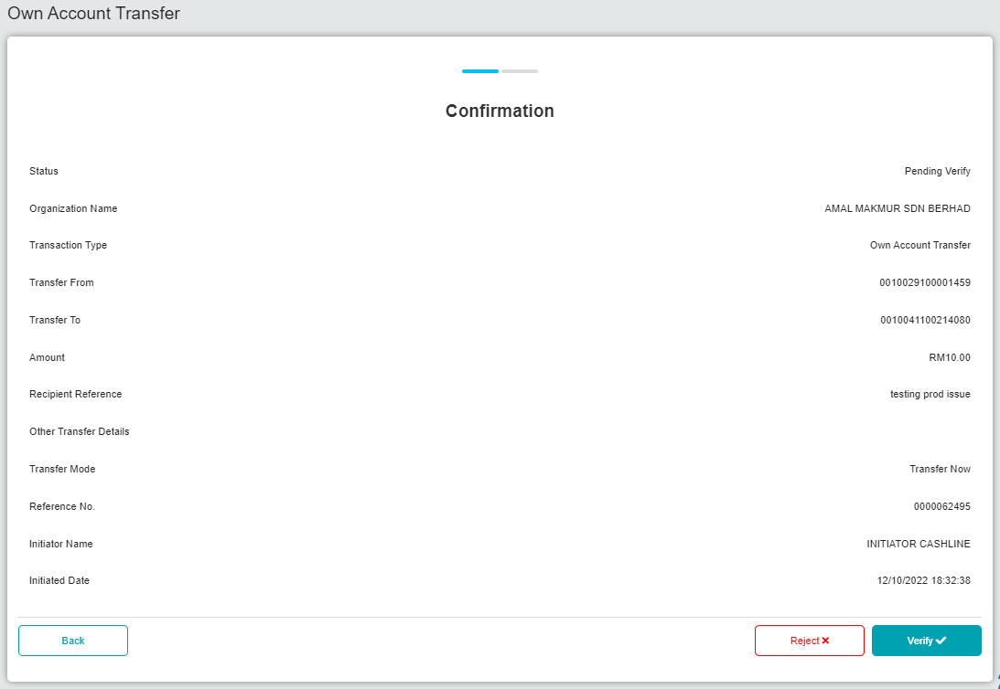 Own Account Transfer
Confirmation
Status Pending Verify
Organization Name AMAL MAKMUR SDN BERHAD
Transaction Type Own Account Transfer
Transfer From 0010029100001459
Transfer To 0010041100214080
Amount RM10.00
Recipient Reference testing prod issue
Other Transfer Details
Transfer Mode Transfer Now
Reference No. 0000062495
Initiator Name INITIATOR CASHLINE
Initiated Date 12/10/2022 18:32:38
Back Reject Verify